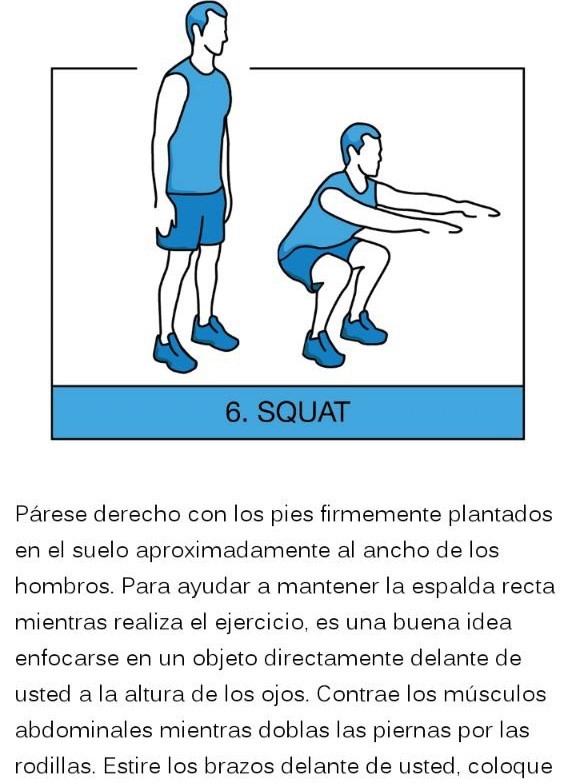 6. SQUAT
Párese derecho con los pies firmemente plantados
en el suelo aproximadamente al ancho de los
hombros. Para ayudar a mantener la espalda recta
mientras realiza el ejercicio, es una buena idea
enfocarse en un objeto directamente delante de
usted a la altura de los ojos. Contrae los músculos
abdominales mientras doblas las piernas por las
rodillas. Estire los brazos delante de usted, coloque